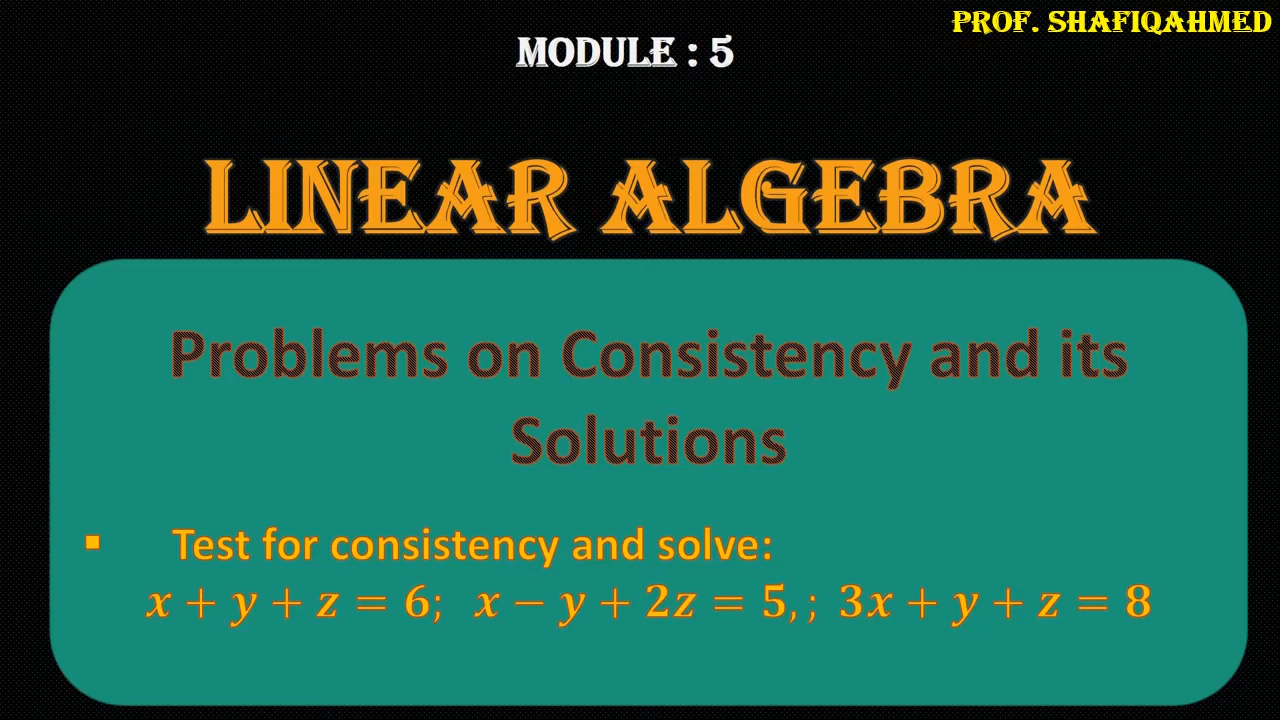 PROF. SHAFIQAHMED
MODULE : 5
LINEAR ALGEBRA
Problems on Consistency and its
Solutions
▪ Test for consistency and solve:
x + y + z = 6; x − y + 2z = 5, ; 3x + y + z = 8